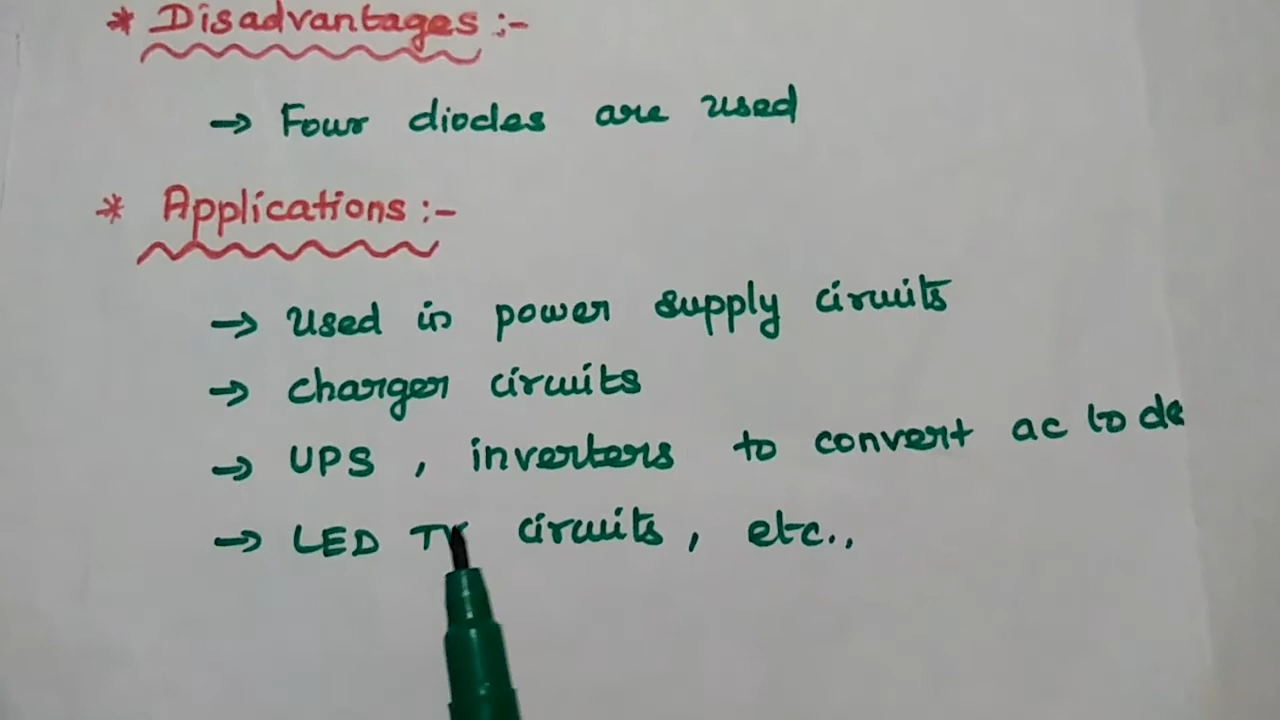 * Disadvantages :-
→ Four diodes are used
* Applications :-
→ Used in power supply circuits
→ charger circuits
→ UPS , inverters to convert ac to dc
→ LED TV circuits , etc..,